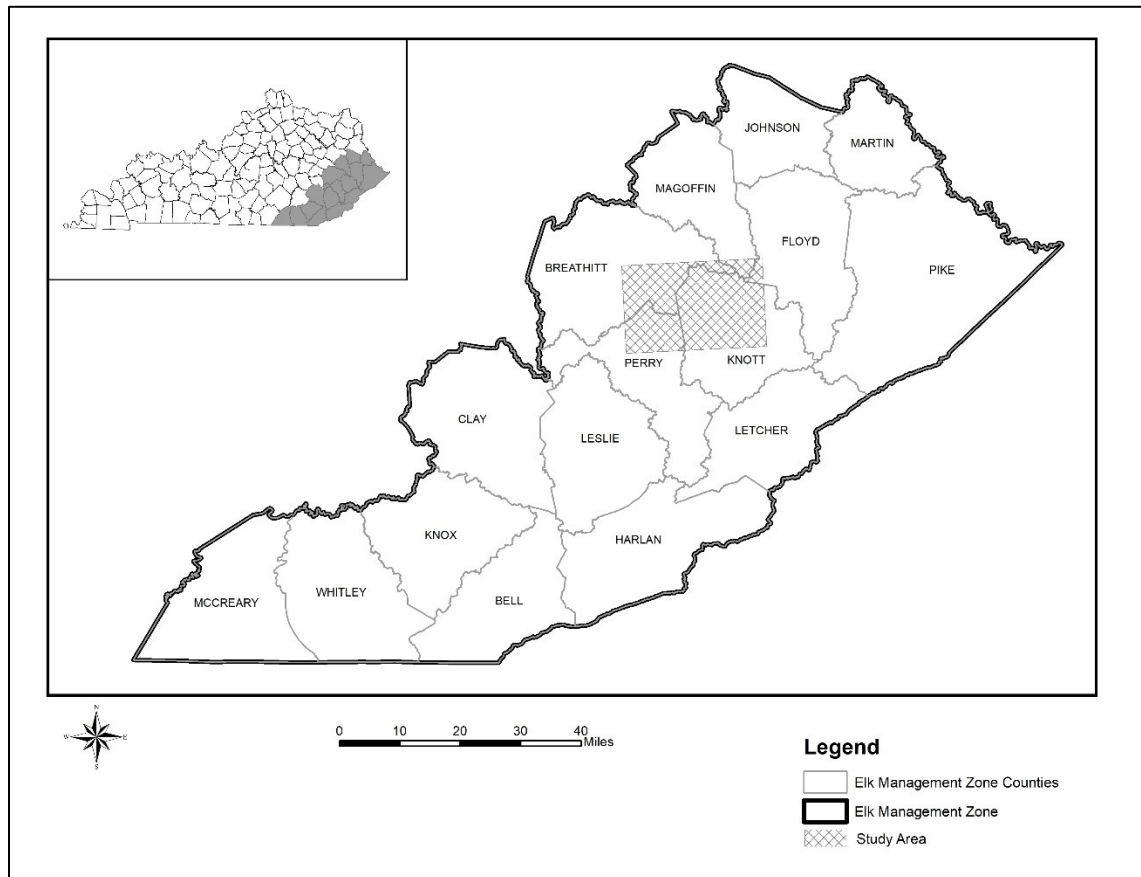 JOHNSON
MARTIN
MAGOFFIN
FLOYD
BREATHITT
PIKE
PERRY
KNOTT
CLAY
LESLIE
LETCHER
KNOX
HARLAN
WHITLEY
MCCREARY
BELL
N
W E
S
0 10 20 30 40
Miles
Legend
Elk Management Zone Counties
Elk Management Zone
Study Area